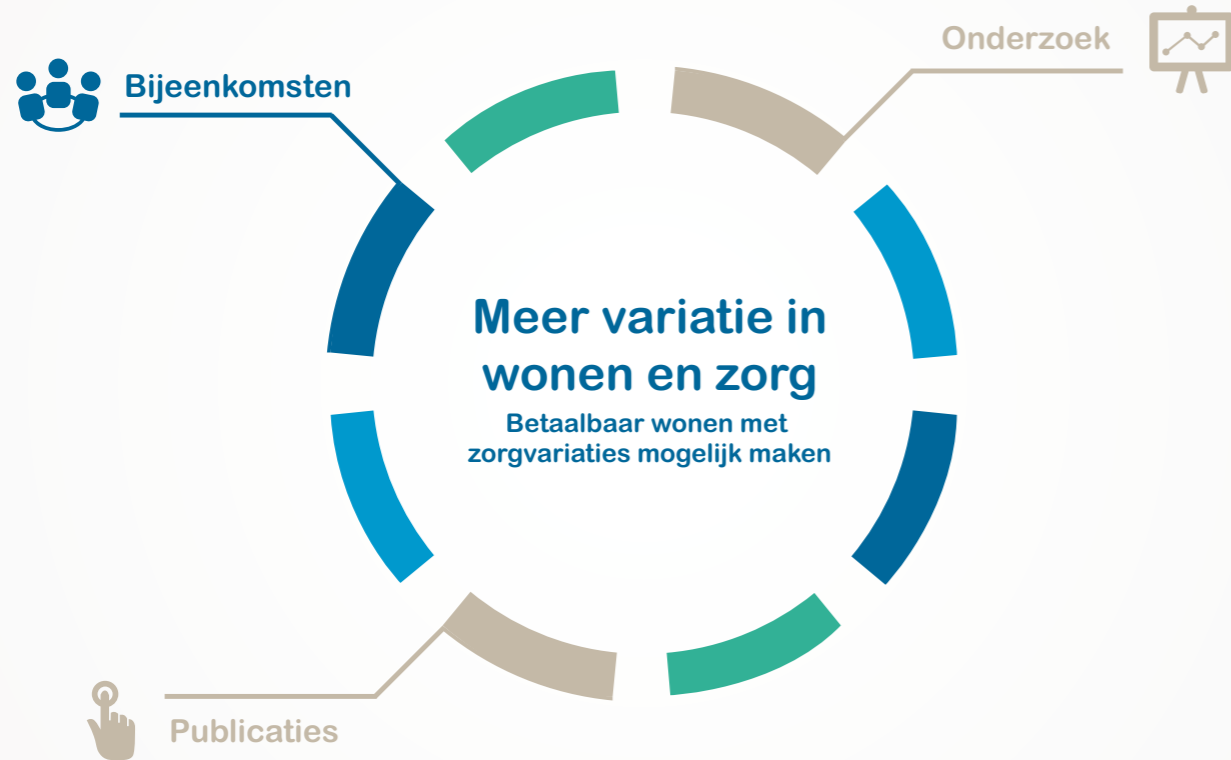 Onderzoek
Bijeenkomsten
Meer variatie in
wonen en zorg
Betaalbaar wonen met
zorgvariaties mogelijk maken
Publicaties